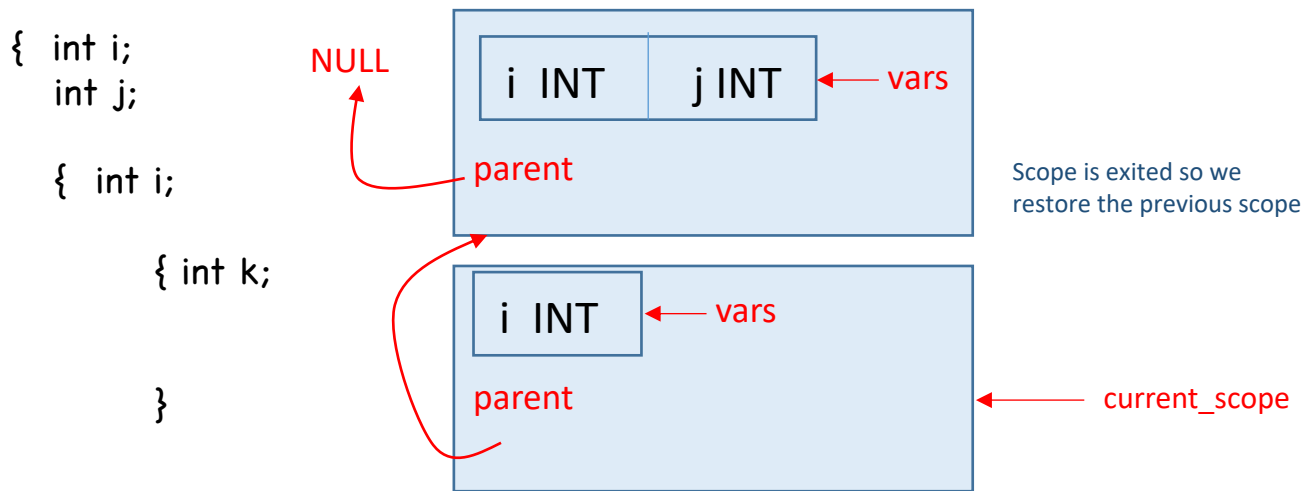 { int i;
int j;
{ int i;
{ int k;
}
NULL
i INT
j INT
vars
parent
Scope is exited so we
restore the previous scope
i INT
vars
parent
current_scope